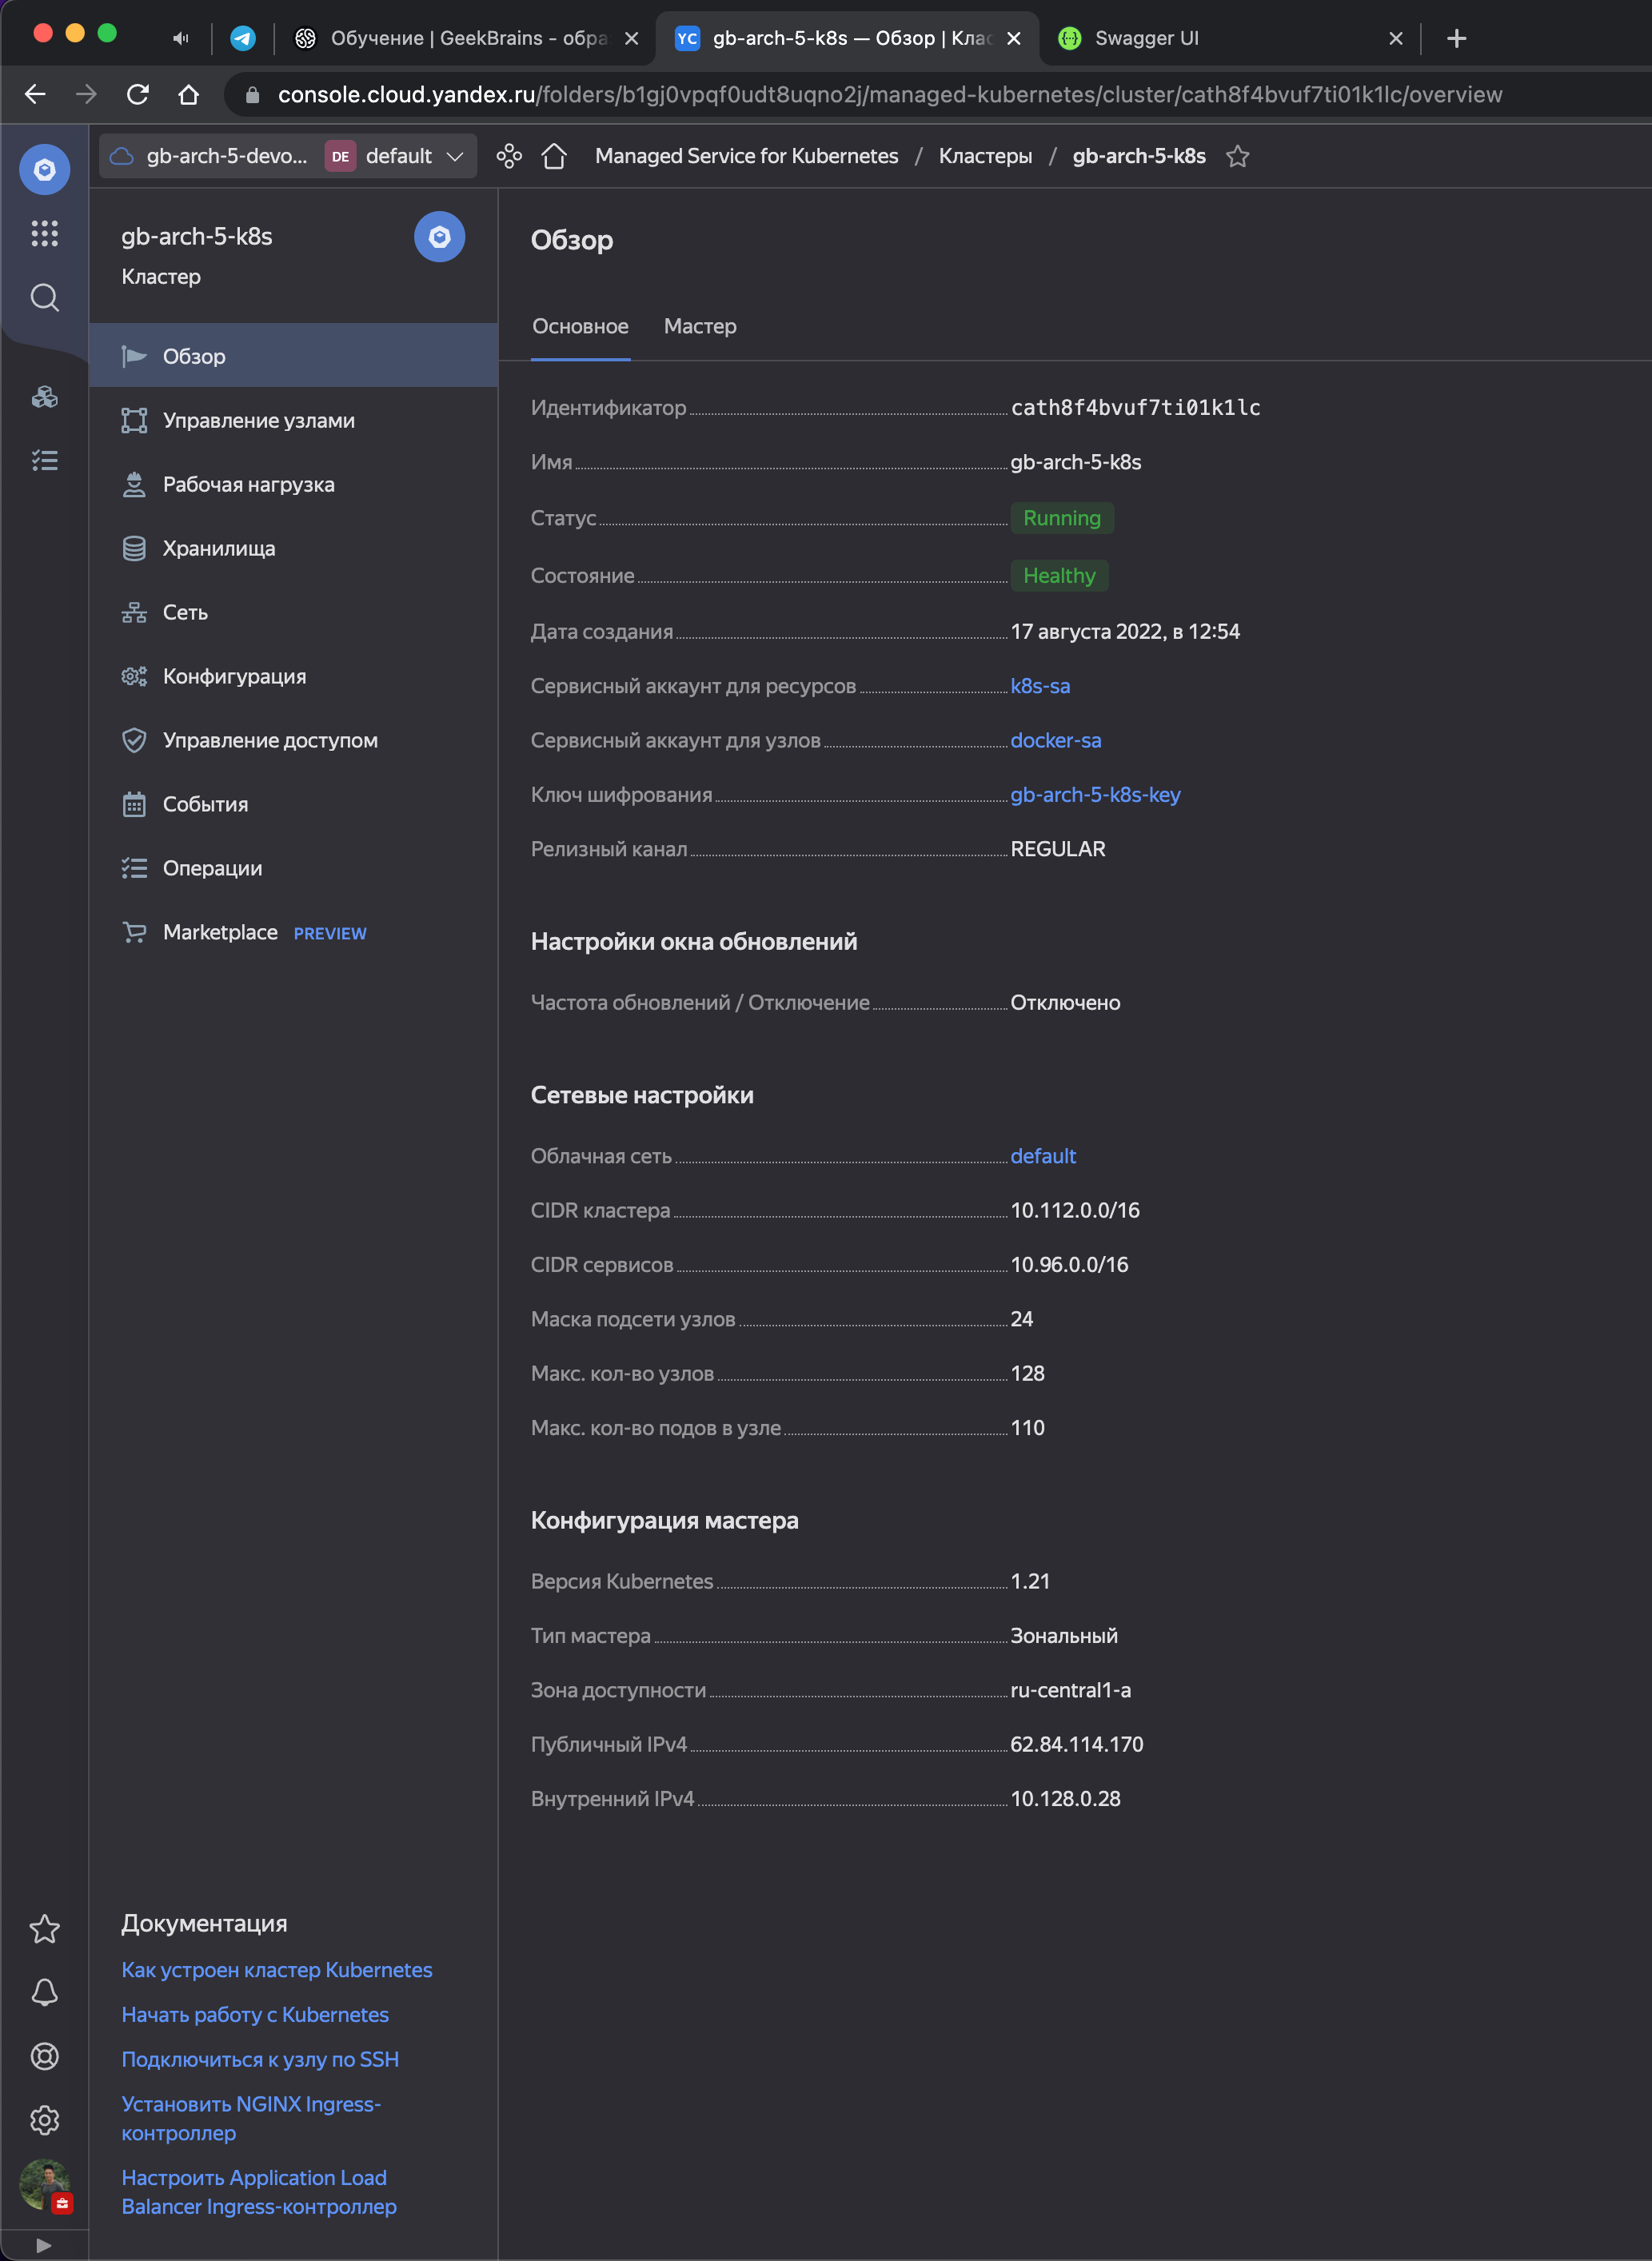 Обучение | GeekBrains - обра
YC gb-arch-5-k8s — Обзор | Клас
Swagger UI
console.cloud.yandex.ru/folders/b1gj0vpqf0udt8uqno2j/managed-kubernetes/cluster/cath8f4bvuf7ti01k1lc/overview
gb-arch-5-devo... DE default
Managed Service for Kubernetes / Кластеры / gb-arch-5-k8s
gb-arch-5-k8s
Кластер
Обзор
Управление узлами
Рабочая нагрузка
Хранилища
Сеть
Конфигурация
Управление доступом
События
Операции
Marketplace PREVIEW
Документация
Как устроен кластер Kubernetes
Начать работу с Kubernetes
Подключиться к узлу по SSH
Установить NGINX Ingress-
контроллер
Настроить Application Load
Balancer Ingress-контроллер
Обзор
Основное Мастер
Идентификатор cath8f4bvuf7ti01k1lc
Имя gb-arch-5-k8s
Статус Running
Состояние Healthy
Дата создания 17 августа 2022, в 12:54
Сервисный аккаунт для ресурсов k8s-sa
Сервисный аккаунт для узлов docker-sa
Ключ шифрования gb-arch-5-k8s-key
Релизный канал REGULAR
Настройки окна обновлений
Частота обновлений / Отключение Отключено
Сетевые настройки
Облачная сеть default
CIDR кластера 10.112.0.0/16
CIDR сервисов 10.96.0.0/16
Маска подсети узлов 24
Макс. кол-во узлов 128
Макс. кол-во подов в узле 110
Конфигурация мастера
Версия Kubernetes 1.21
Тип мастера Зональный
Зона доступности ru-central1-a
Публичный IPv4 62.84.114.170
Внутренний IPv4 10.128.0.28